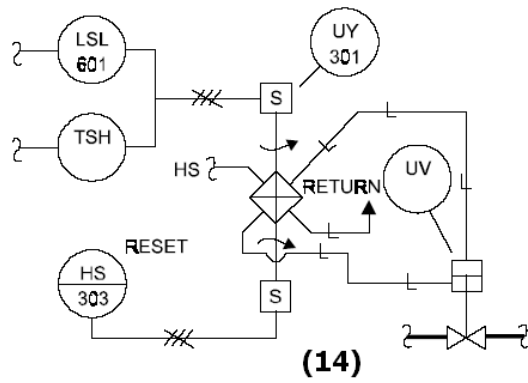 LSL
601
UY
301
S
TSH
HS
RETURN
UV
RESET
HS
303
S
(14)